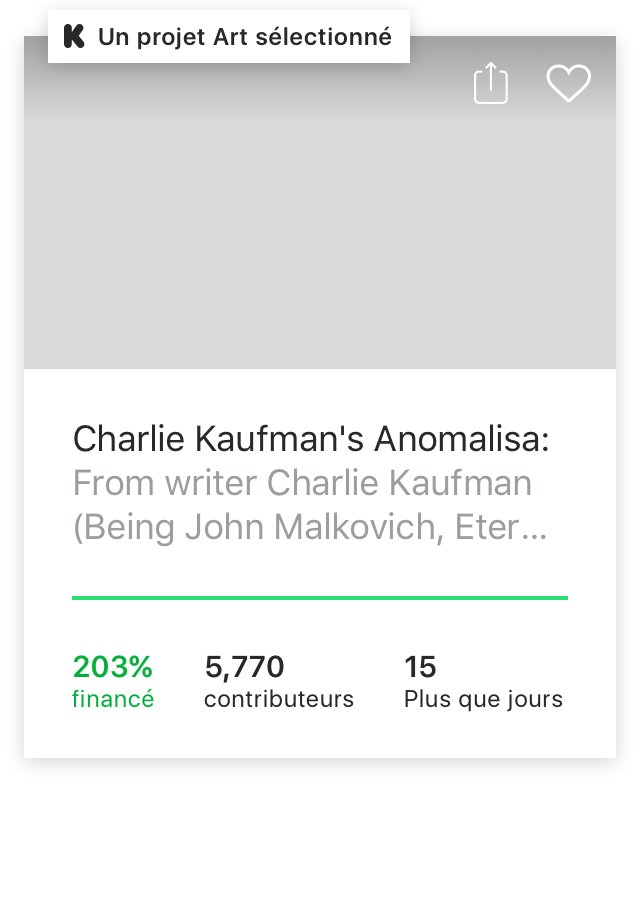 Un projet Art sélectionné
Charlie Kaufman's Anomalisa:
From writer Charlie Kaufman
(Being John Malkovich, Eter...
203% 5,770 15
financé contributeurs Plus que jours